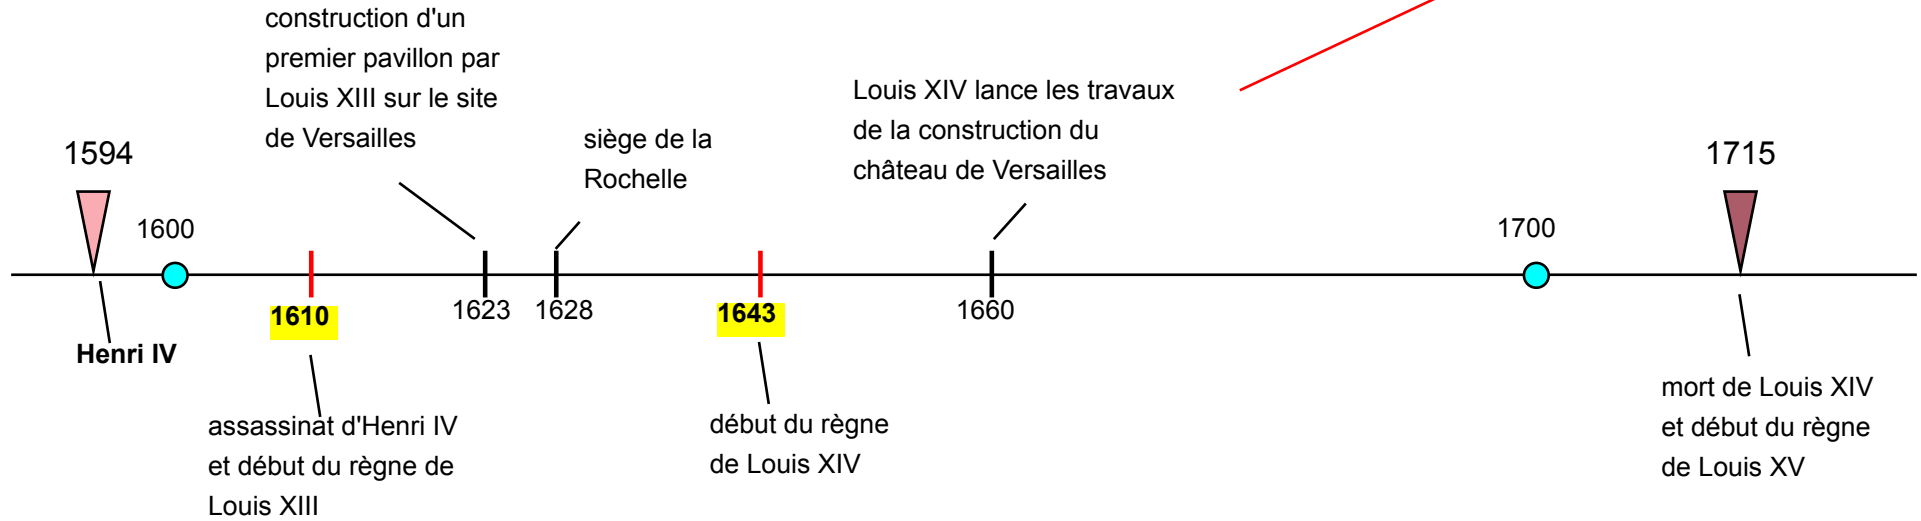 construction d'un
premier pavillon par
Louis XIII sur le site
de Versailles
siège de la
Rochelle
Louis XIV lance les travaux
de la construction du
château de Versailles
1594
1715
1600
1700
1610
1623
1628
1643
1660
Henri IV
assassinat d'Henri IV
et début du règne de
Louis XIII
début du règne
de Louis XIV
mort de Louis XIV
et début du règne
de Louis XV